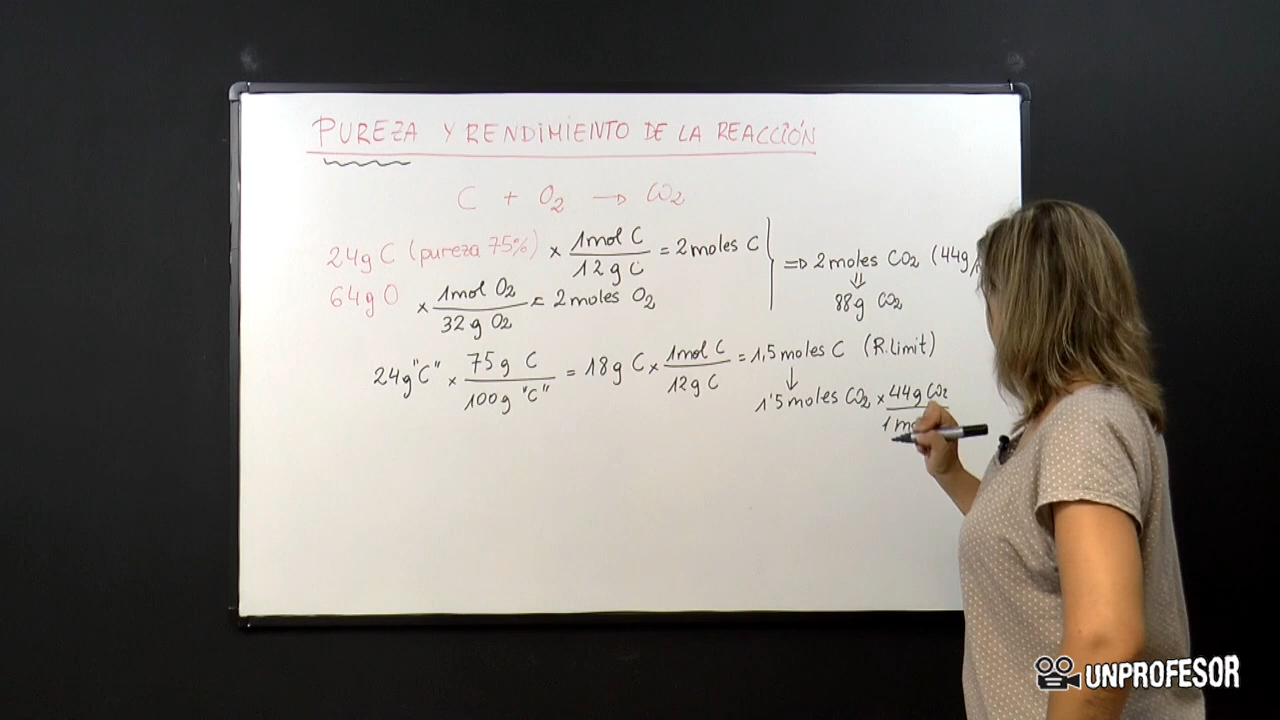 PUREZA Y RENDIMIENTO DE LA REACCIÓN
C + O₂ → CO₂
24g C (pureza 75%) × 1mol C / 12g C = 2 moles C
64g O × 1mol O₂ / 32g O₂ = 2 moles O₂
⇒ 2 moles CO₂ (44g/
⇓
88g CO₂
24g "C" × 75g C / 100g "C" = 18g C × 1mol C / 12g C = 1,5 moles C (R.limit)
↓
1'5 moles CO₂ × 44g CO₂ / 1
UNPROFESOR